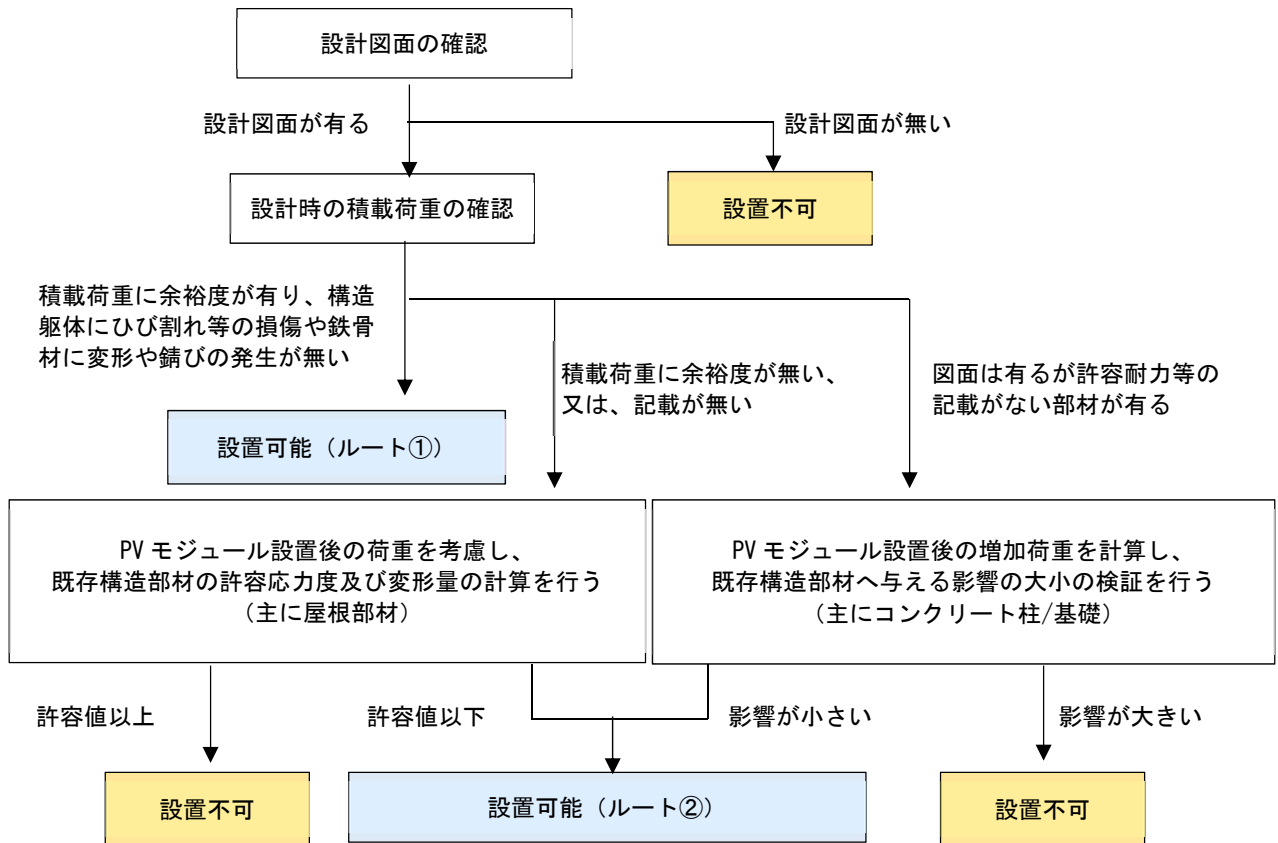 設計図面の確認
設計図面が有る
設計図面が無い
設計時の積載荷重の確認
設置不可
積載荷重に余裕度が有り、構造
躯体にひび割れ等の損傷や鉄骨
材に変形や錆びの発生が無い
積載荷重に余裕度が無い、
又は、記載が無い
図面は有るが許容耐力等の
記載がない部材が有る
設置可能（ルート①）
PV モジュール設置後の荷重を考慮し、
既存構造部材の許容応力度及び変形量の計算を行う
（主に屋根部材）
PV モジュール設置後の増加荷重を計算し、
既存構造部材へ与える影響の大小の検証を行う
（主にコンクリート柱/基礎）
許容値以上
許容値以下
影響が小さい
影響が大きい
設置不可
設置可能（ルート②）
設置不可